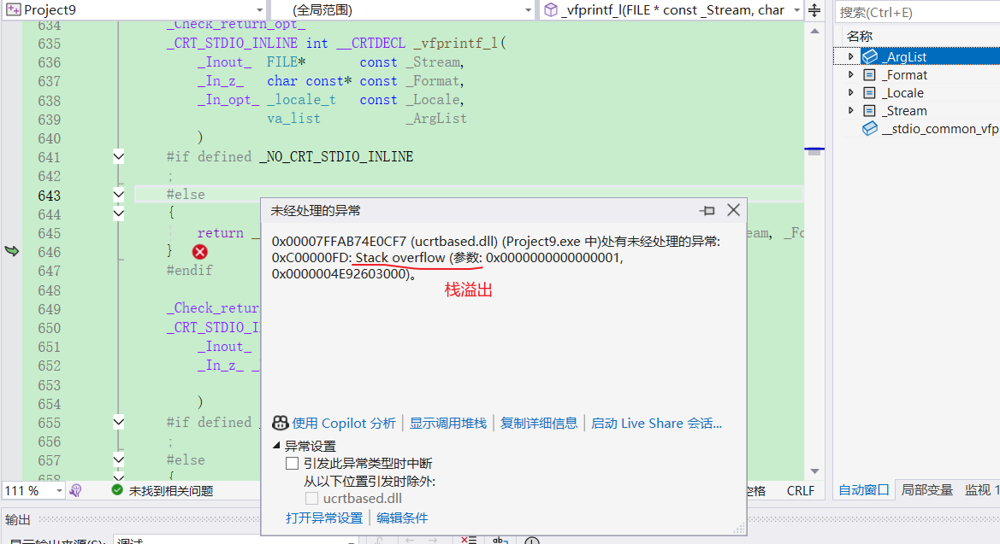 Project9
(全局范围)
_vfprintf_l(FILE * const _Stream, char
搜索(Ctrl+E)
名称
_ArgList
_Format
_Locale
_Stream
__stdio_common_vfp
634 _Check_return_opt_
635 _CRT_STDIO_INLINE int __CRTDECL _vfprintf_l(
636 _Inout_ FILE* const _Stream,
637 _In_z_ char const* const _Format,
638 _In_opt_ _locale_t const _Locale,
639 va_list _ArgList
640 )
641 #if defined _NO_CRT_STDIO_INLINE
642 ;
643 #else
644 {
645 return _ eam, _Fo
646 }
647 #endif
648
649 _Check_retur
650 _CRT_STDIO_I
651 _Inout_
652 _In_z_ _
653
654 )
655 #if defined _
656 ;
657 #else
658 {
未经处理的异常
0x00007FFAB74E0CF7 (ucrtbased.dll) (Project9.exe 中)处有未经处理的异常:
0xC00000FD: Stack overflow (参数: 0x0000000000000001,
0x0000004E92603000)。
栈溢出
使用 Copilot 分析 | 显示调用堆栈 | 复制详细信息 | 启动 Live Share 会话...
异常设置
引发此异常类型时中断
从以下位置引发时除外:
ucrtbased.dll
打开异常设置 | 编辑条件
111 %
未找到相关问题
空格
CRLF
自动窗口
局部变量
监视 1
输出
显示输出来源(S):
调试